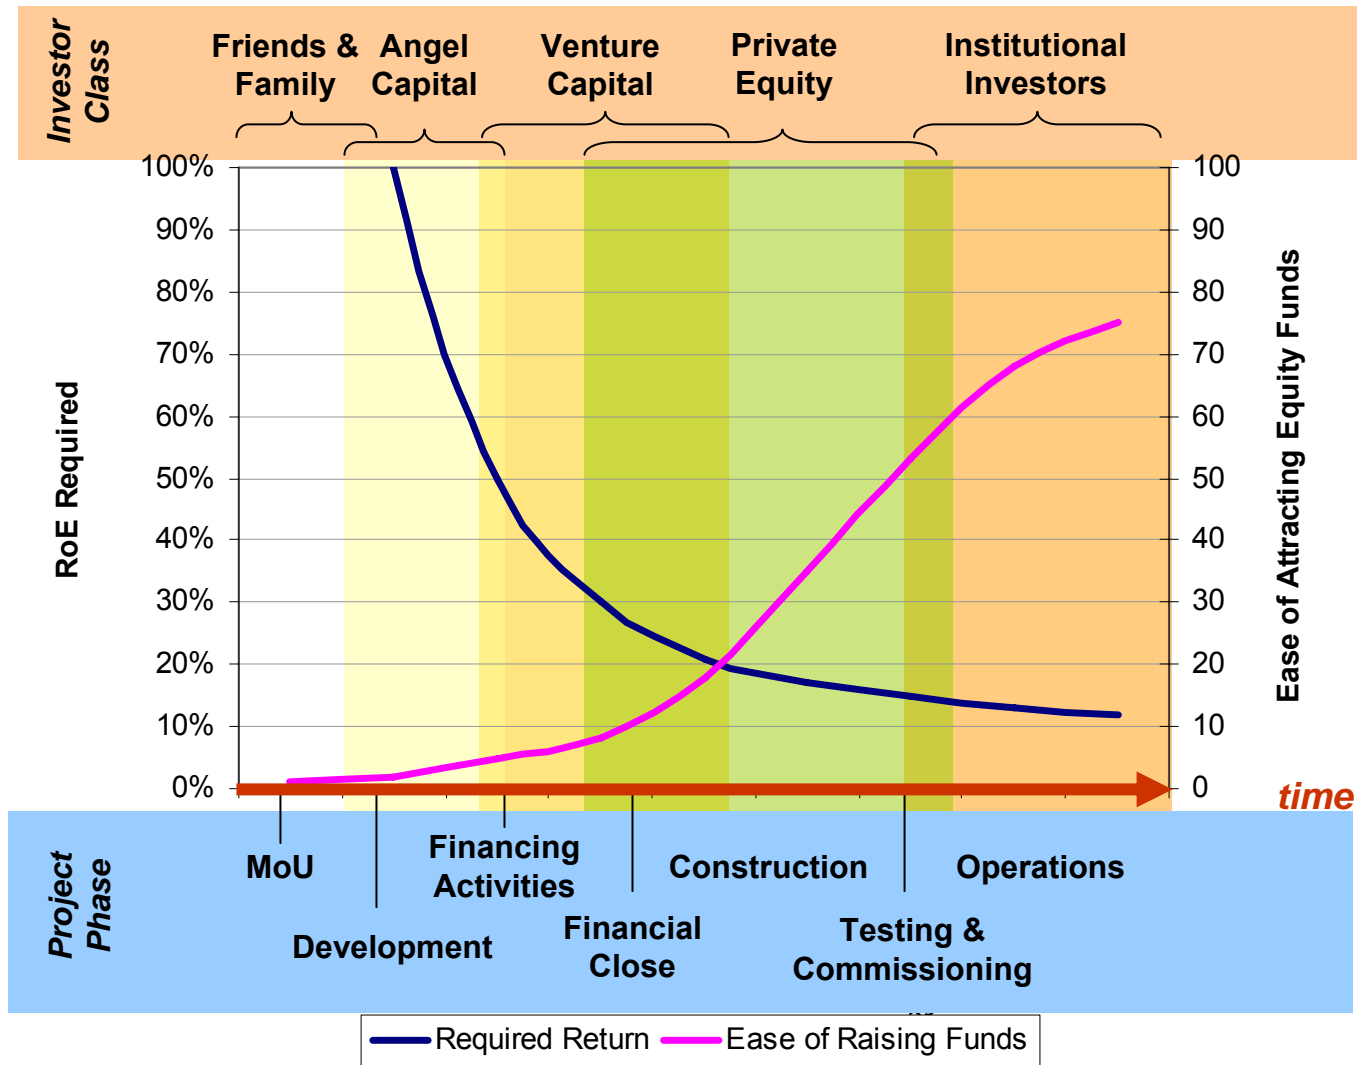 Investor
Class
Friends &
Family
Angel
Capital
Venture
Capital
Private
Equity
Institutional
Investors
100%
90%
80%
70%
60%
50%
40%
30%
20%
10%
0%
RoE Required
100
90
80
70
60
50
40
30
20
10
0
Ease of Attracting Equity Funds
time
Project
Phase
MoU
Development
Financing
Activities
Financial
Close
Construction
Testing &
Commissioning
Operations
Required Return
Ease of Raising Funds